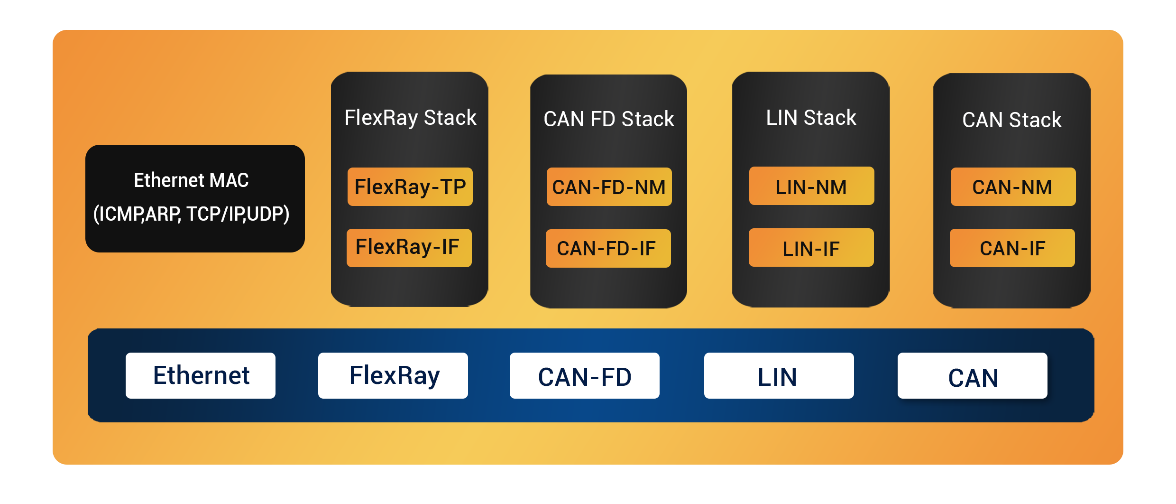 Ethernet MAC
(ICMP,ARP, TCP/IP,UDP)
FlexRay Stack
FlexRay-TP
FlexRay-IF
CAN FD Stack
CAN-FD-NM
CAN-FD-IF
LIN Stack
LIN-NM
LIN-IF
CAN Stack
CAN-NM
CAN-IF
Ethernet
FlexRay
CAN-FD
LIN
CAN